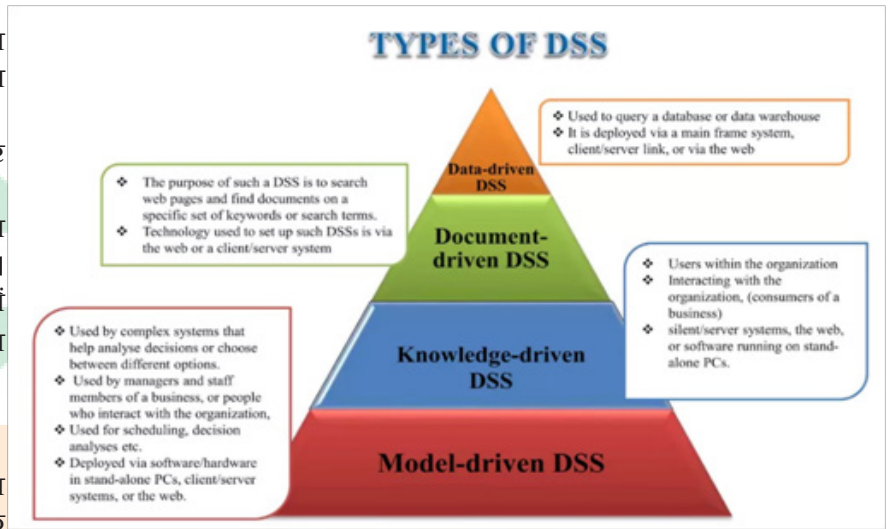 TYPES OF DSS
❖ Used to query a database or data warehouse
❖ It is deployed via a main frame system,
client/server link, or via the web
Data-driven
DSS
❖ The purpose of such a DSS is to search
web pages and find documents on a
specific set of keywords or search terms.
❖ Technology used to set up such DSSs is via
the web or a client/server system
Document-
driven DSS
❖ Users within the organization
❖ Interacting with the
organization, (consumers of a
business)
❖ silent/server systems, the web,
or software running on stand-
alone PCs.
Knowledge-driven
DSS
❖ Used by complex systems that
help analyse decisions or choose
between different options.
❖ Used by managers and staff
members of a business, or people
who interact with the organization,
❖ Used for scheduling, decision
analyses etc.
❖ Deployed via software/hardware
in stand-alone PCs, client/server
systems, or the web.
Model-driven DSS